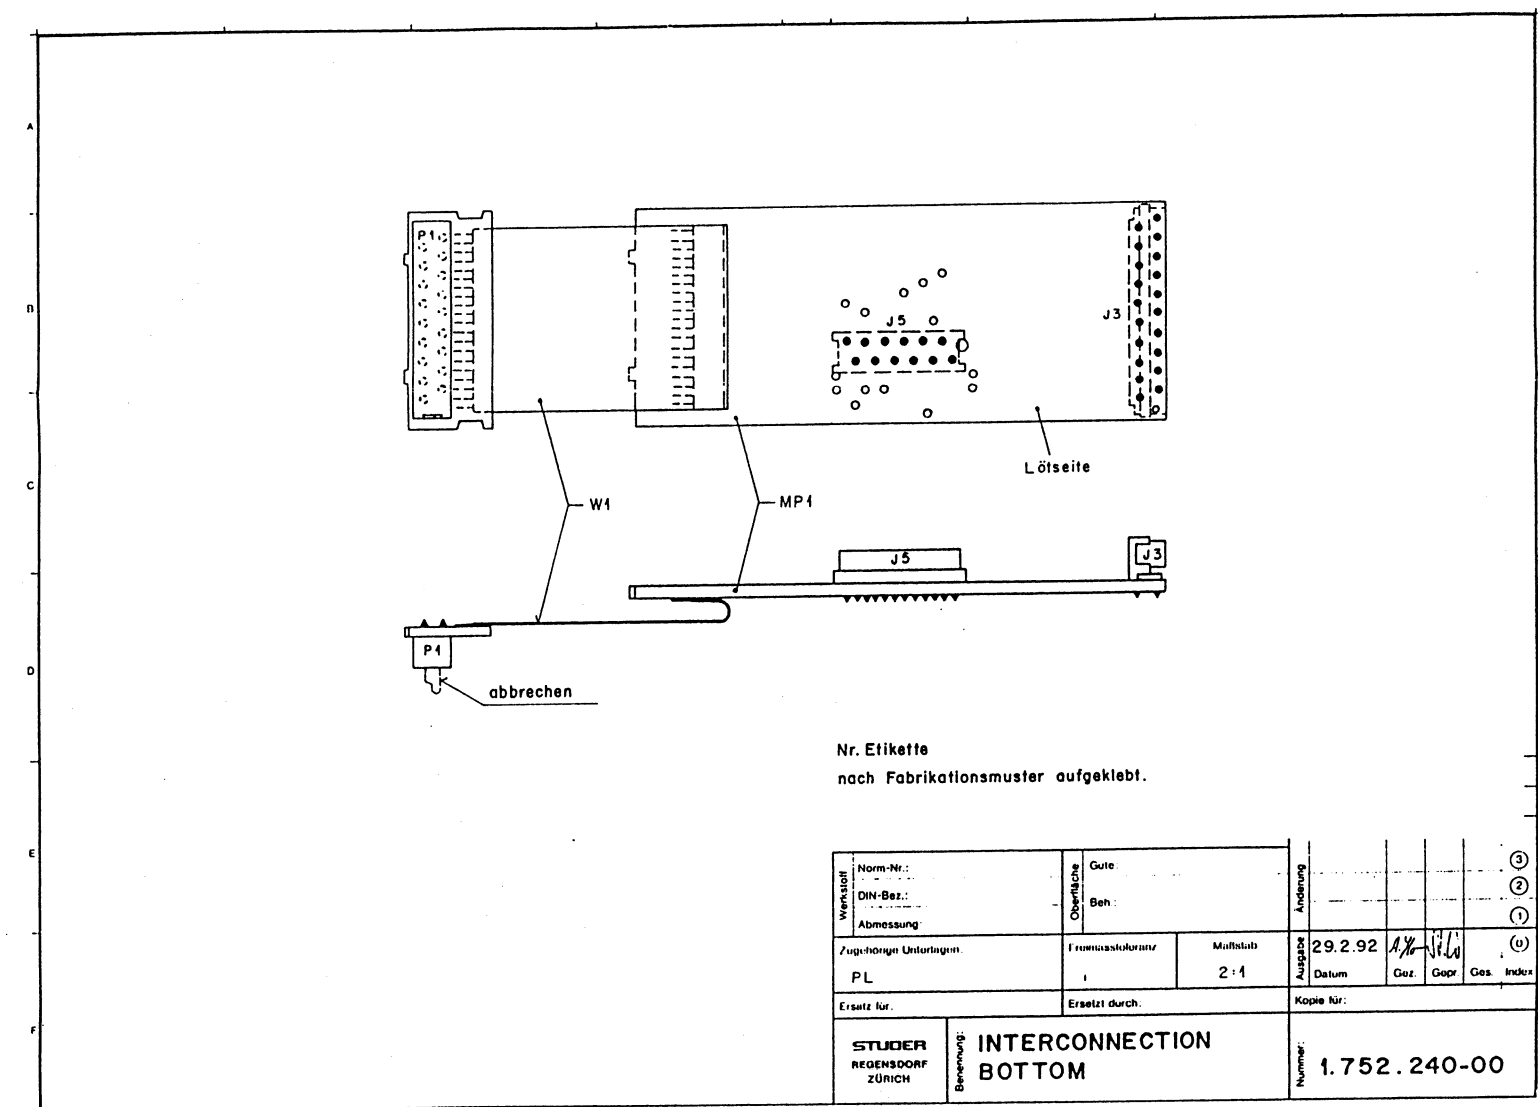 A
B
C
D
E
F
P1
J5
J3
Lötseite
W1
MP1
J5
J3
P1
abbrechen
Nr. Etikette
nach Fabrikationsmuster aufgeklebt.
Werkstoff
Norm-Nr.:
DIN-Bez.:
Abmessung:
Oberfläche
Güte:
Beh.:
Änderung
3
2
1
Zugehörige Unterlagen:
PL
Freimasstoleranz
Maßstab
2:1
Ausgabe
29.2.92
0
Datum
Gez.
Gepr.
Ges.
Index
Ersatz für:
Ersetzt durch:
Kopie für:
STUDER
REGENSDORF
ZÜRICH
Benennung:
INTERCONNECTION
BOTTOM
Nummer:
1.752.240-00